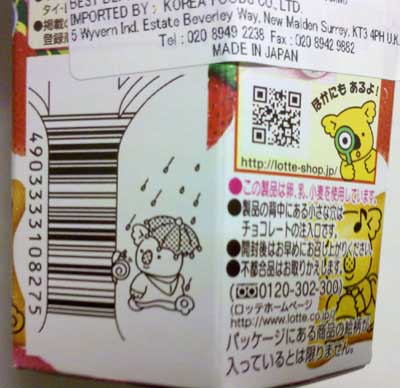 IMPORTED BY: KOREA FOODS CO., LTD.
5 Wyvern Ind. Estate Beverley Way, New Malden Surrey. KT3 4PH U.K.
Tel : 020 8949 2238 Fax : 020 8942 9882
MADE IN JAPAN
ほかにもあるよ!
http://lotte-shop.jp/
●この製品は卵、乳、小麦を使用しています。
●製品の背中にある小さな穴は
チョコレートの注入口です。
●開封後はお早めにお召し上がりください。
●不都合品はお取りかえします。
0120-302-300)
(ロッテホームページ
http://www.lotte.co.jp/
パッケージにある商品の絵柄が
入っているとは限りません。
4903333108275